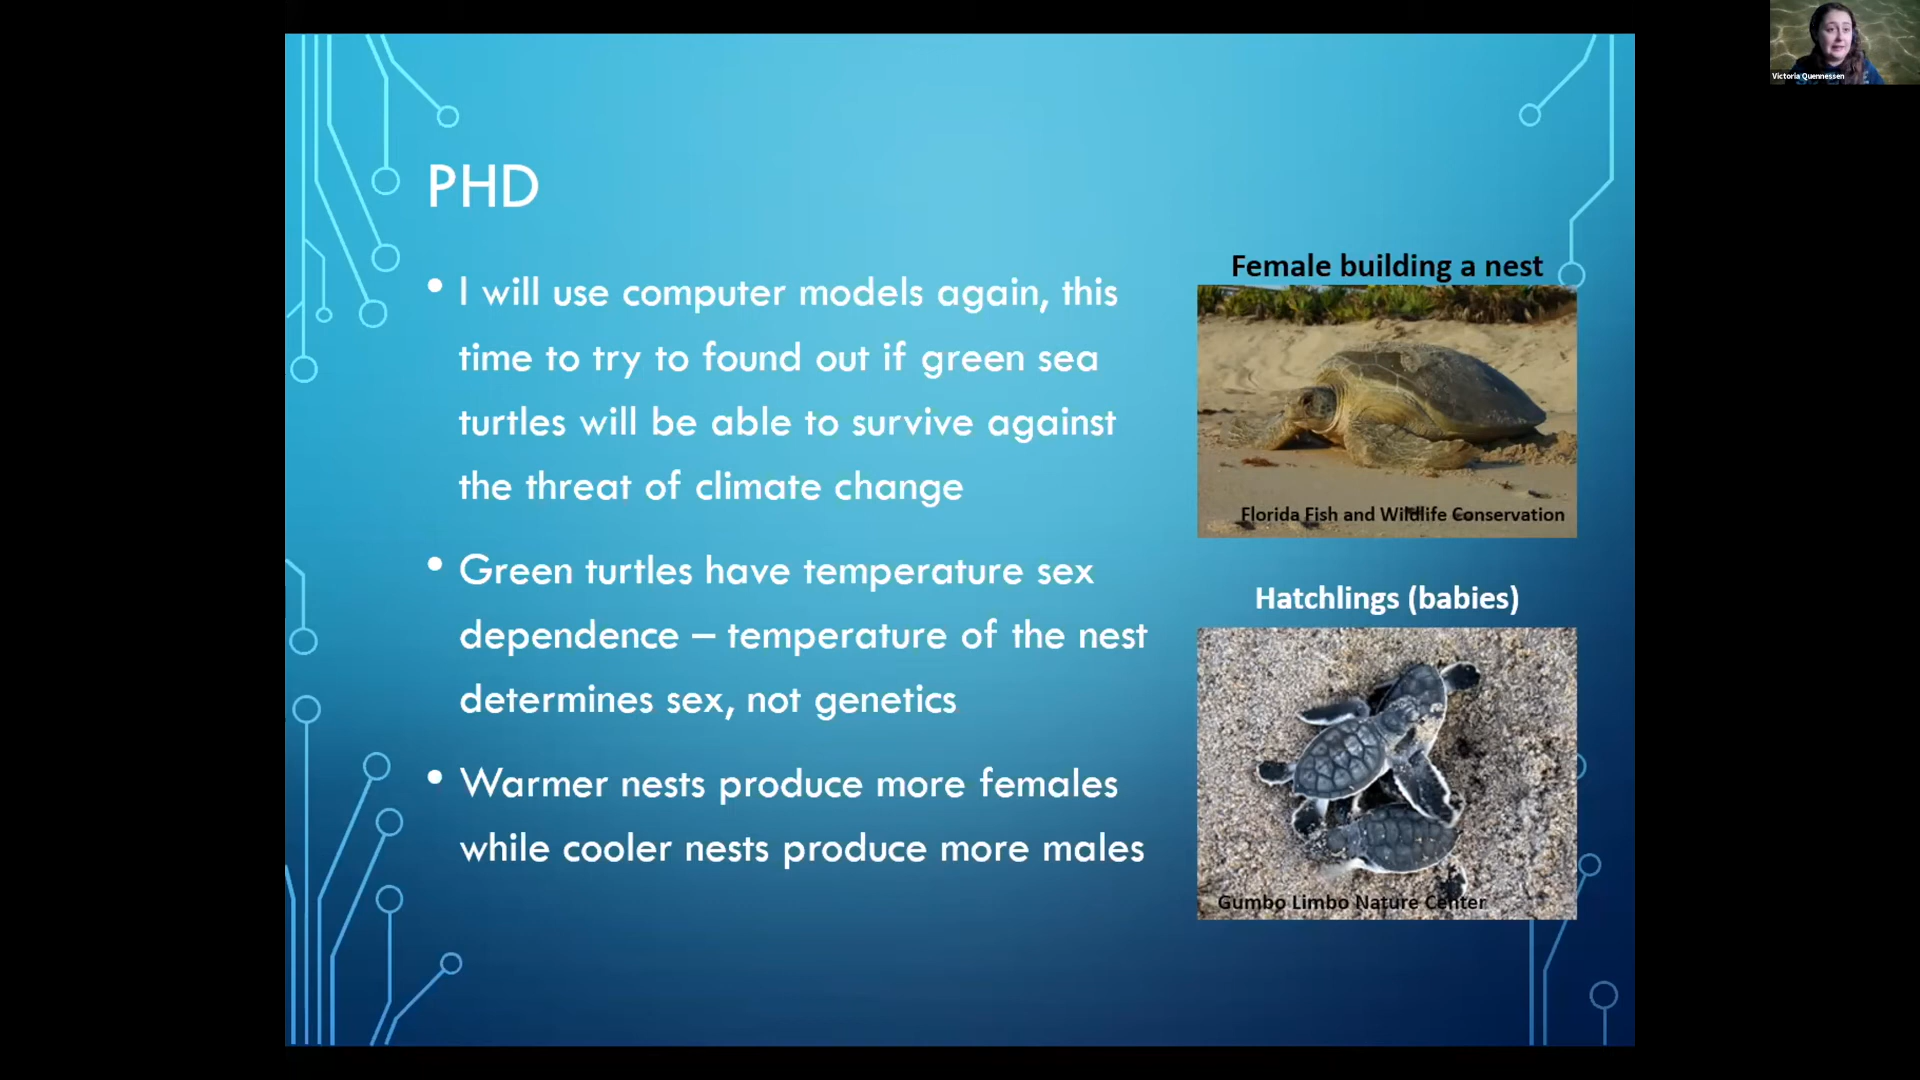 Victoria Quennessen
PHD
• I will use computer models again, this
time to try to found out if green sea
turtles will be able to survive against
the threat of climate change
• Green turtles have temperature sex
dependence – temperature of the nest
determines sex, not genetics
• Warmer nests produce more females
while cooler nests produce more males
Female building a nest
Florida Fish and Wildlife Conservation
Hatchlings (babies)
Gumbo Limbo Nature Center